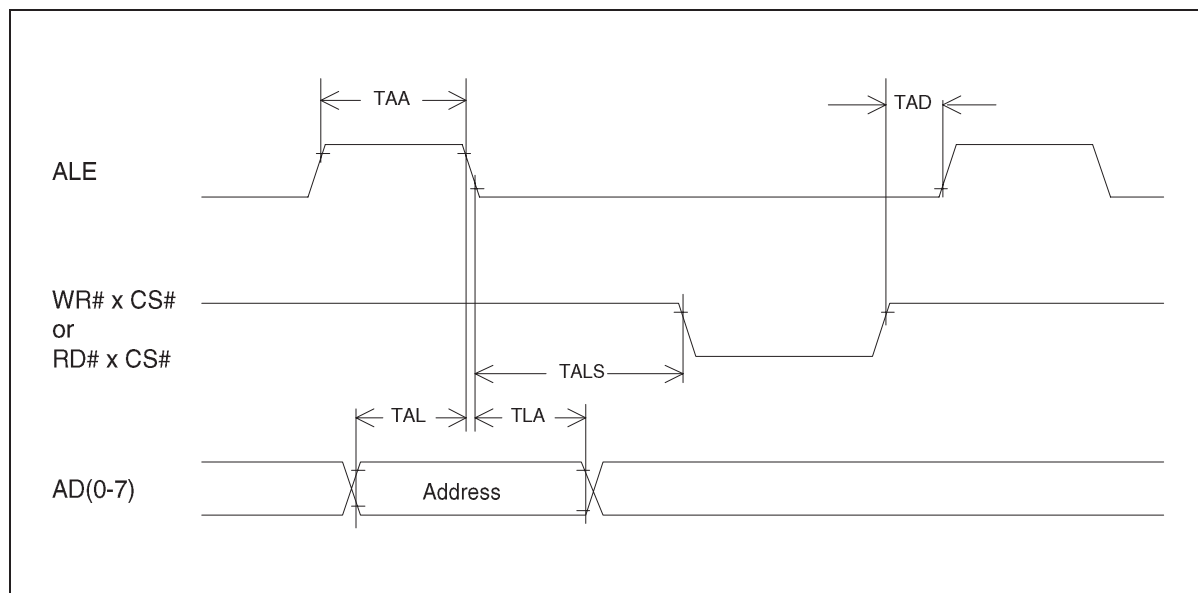 TAA
TAD
ALE
WR# x CS#
or
RD# x CS#
TALS
TAL
TLA
AD(0-7)
Address